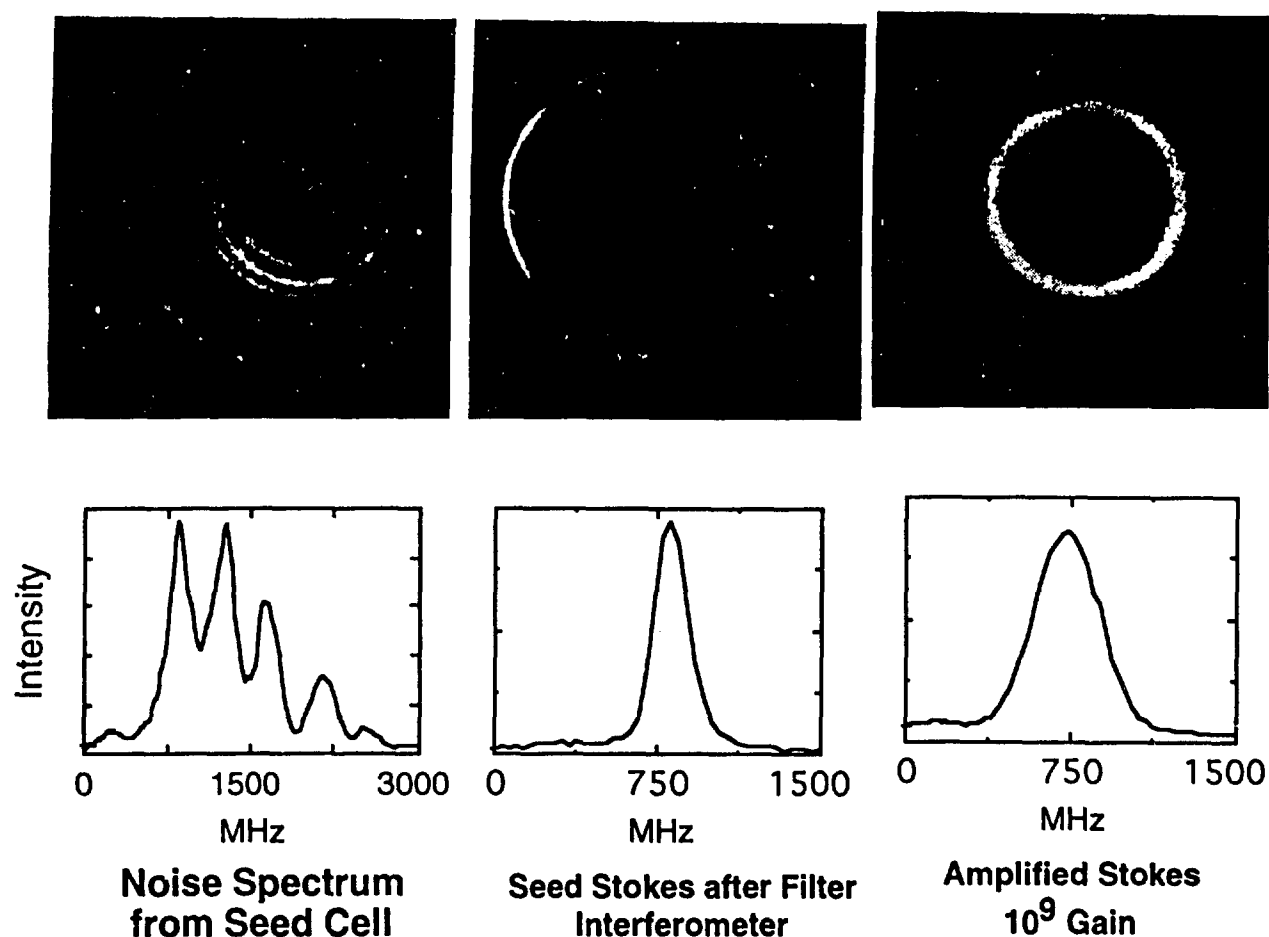 Intensity
0 1500 3000
MHz
Noise Spectrum
from Seed Cell
0 750 1500
MHz
Seed Stokes after Filter
Interferometer
0 750 1500
MHz
Amplified Stokes
10⁹ Gain